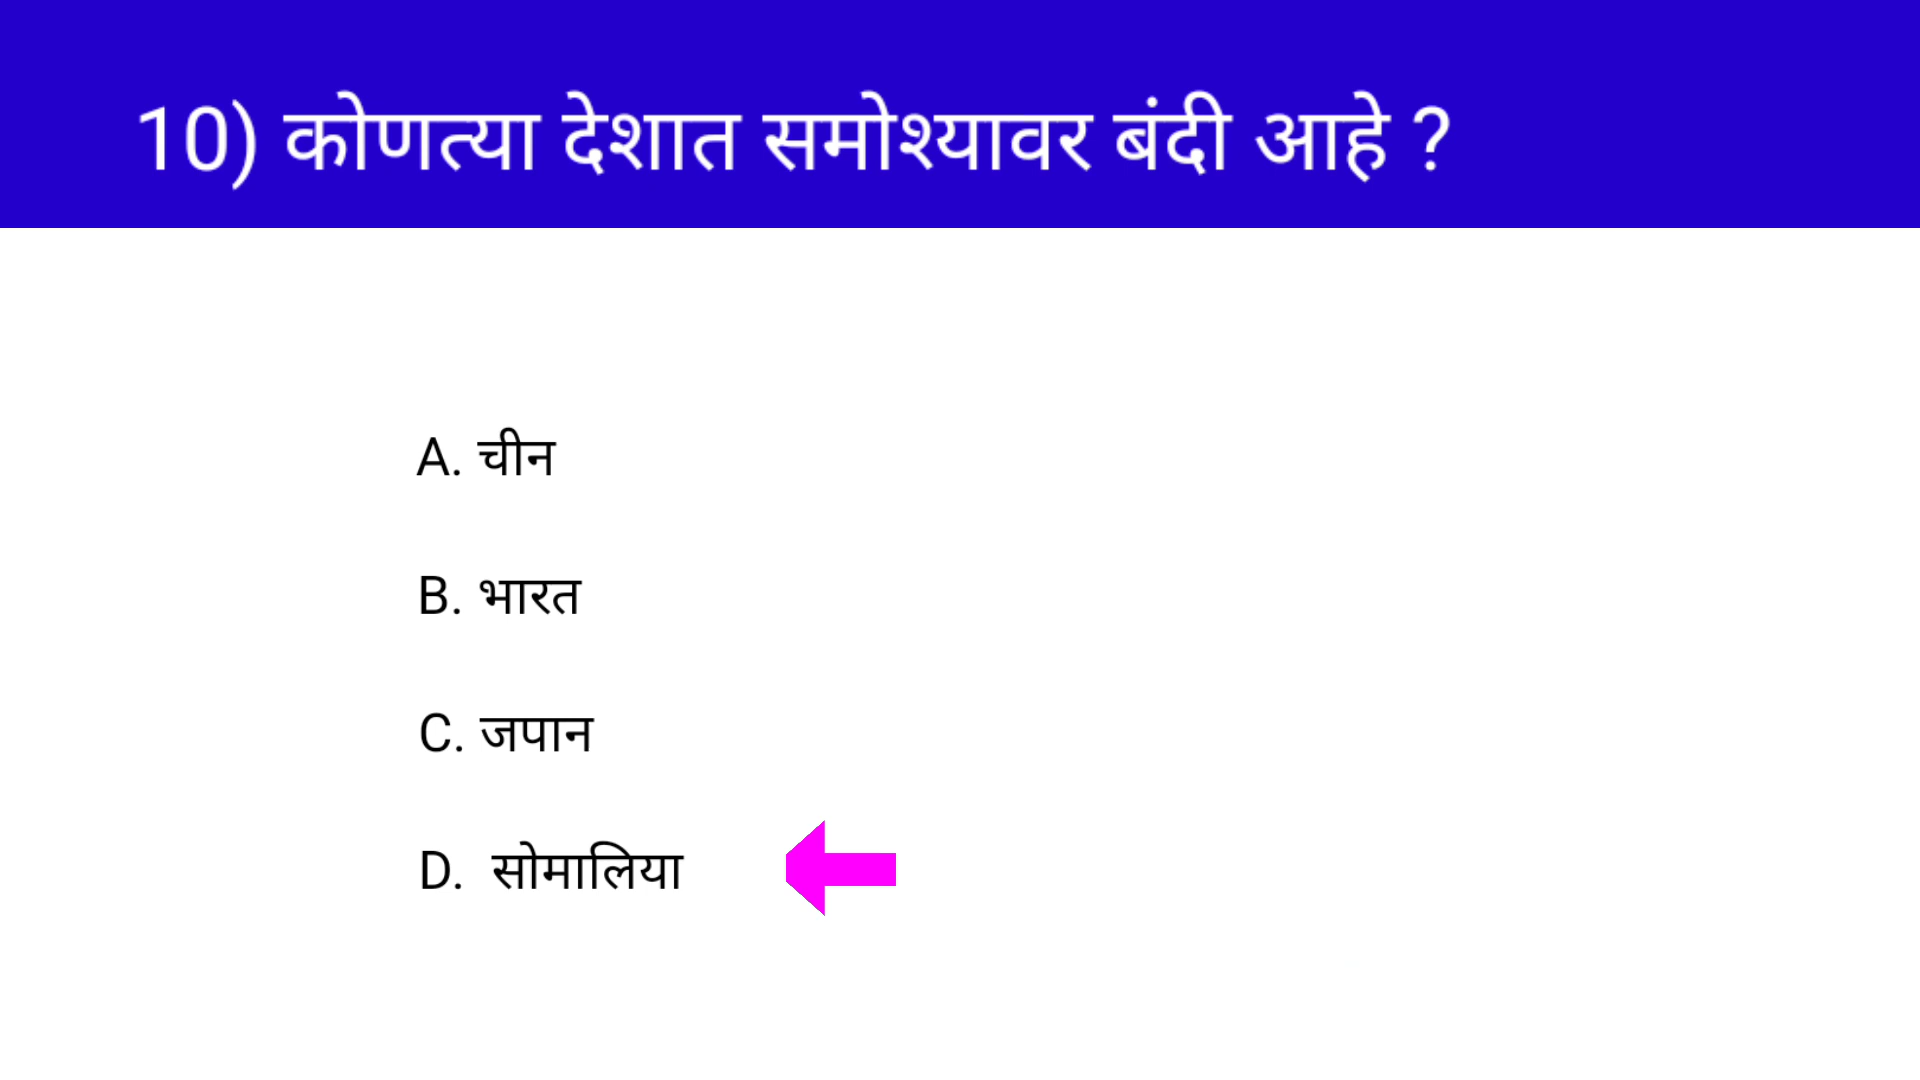 10) कोणत्या देशात समोश्यावर बंदी आहे ?
A. चीन
B. भारत
C. जपान
D. सोमालिया